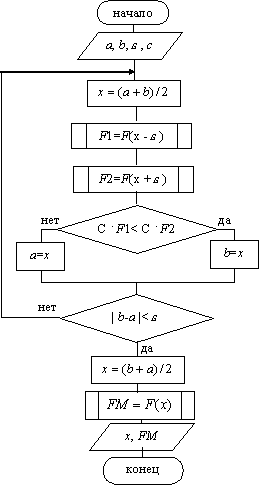 начало
a, b, ε, c
x = (a + b) / 2
F1=F(x - ε)
F2=F(x + ε)
C · F1< C · F2
нет
да
a=x
b=x
нет
| b-a |< ε
да
x = (b + a) / 2
FM = F(x)
x, FM
конец